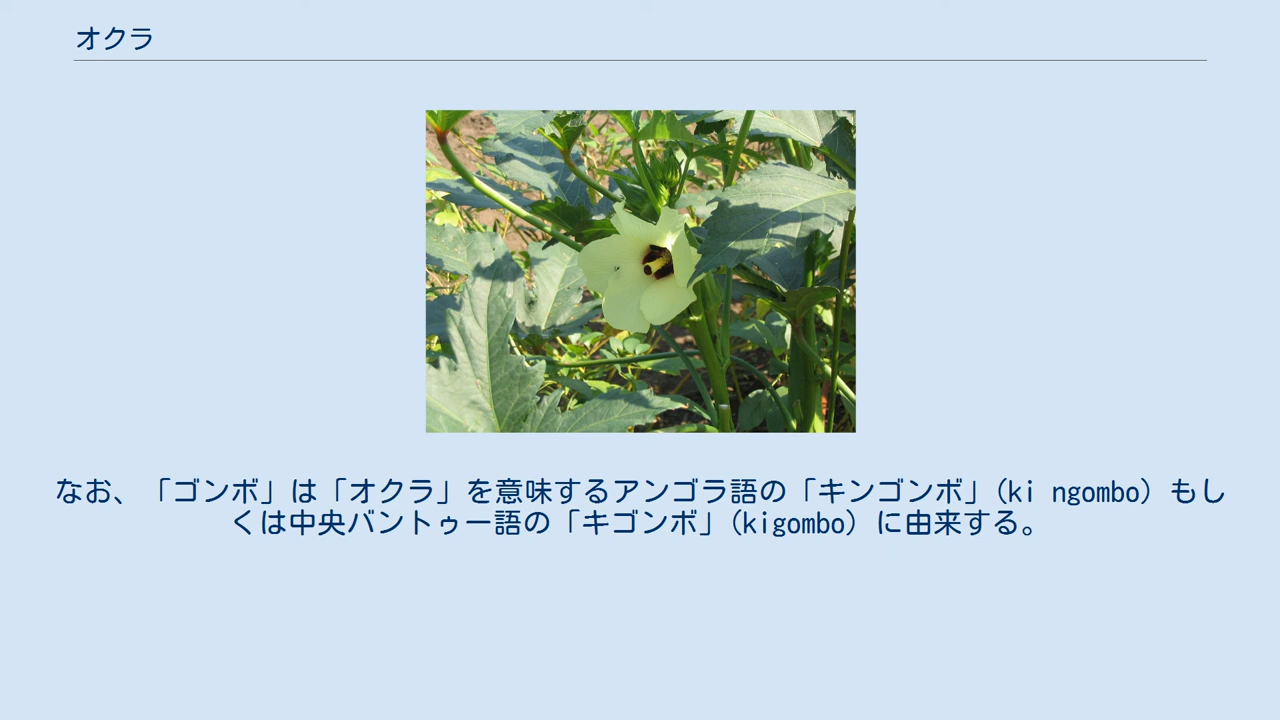 オクラ
なお、「ゴンボ」は「オクラ」を意味するアンゴラ語の「キンゴンボ」(ki ngombo) もし
くは中央バントゥー語の「キゴンボ」(kigombo) に由来する。